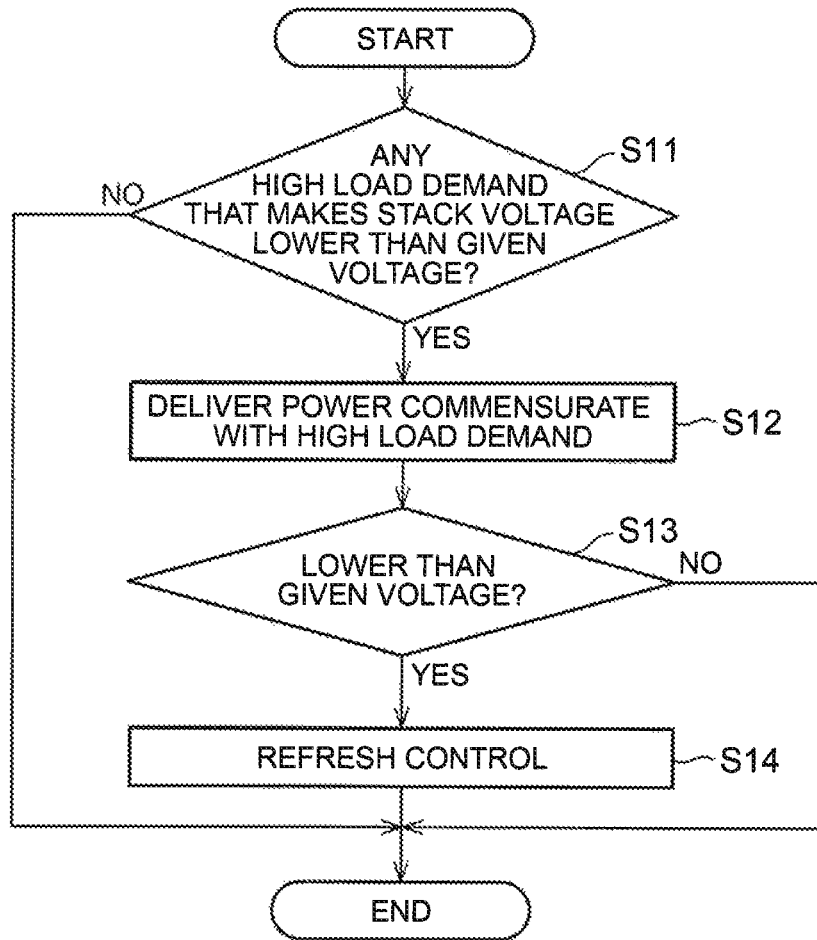 START
ANY
HIGH LOAD DEMAND
THAT MAKES STACK VOLTAGE
LOWER THAN GIVEN
VOLTAGE?
S11
NO
YES
DELIVER POWER COMMENSURATE
WITH HIGH LOAD DEMAND
S12
LOWER THAN
GIVEN VOLTAGE?
S13
NO
YES
REFRESH CONTROL
S14
END